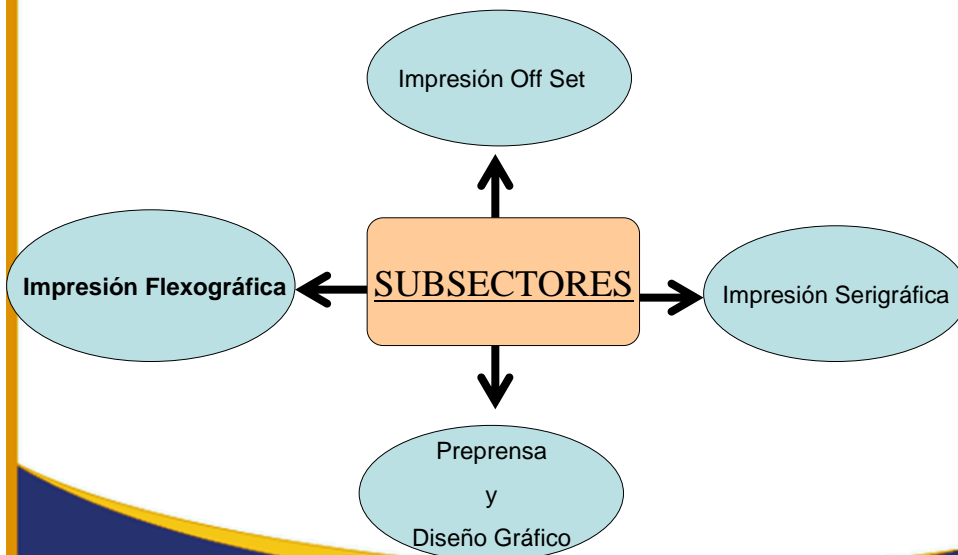 Impresión Off Set
Impresión Flexográfica
SUBSECTORES
Impresión Serigráfica
Preprensa
y
Diseño Gráfico